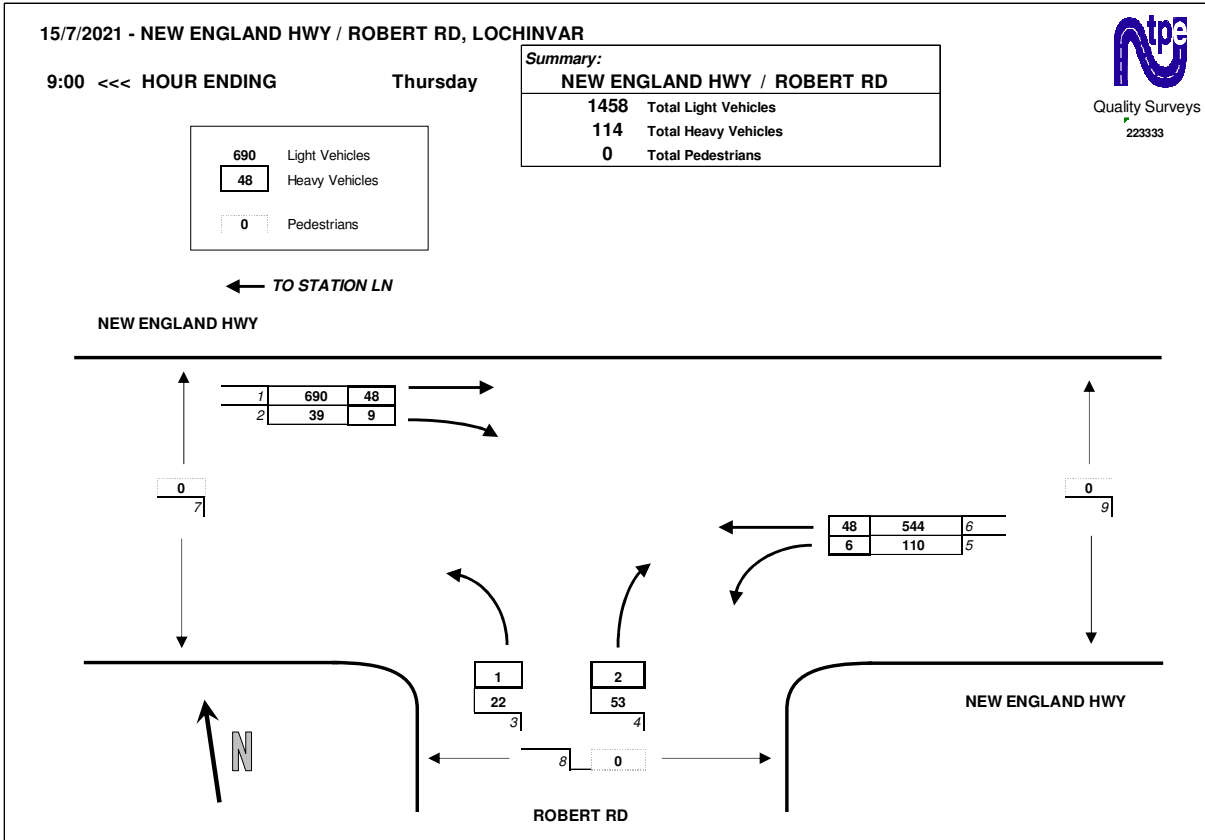 15/7/2021 - NEW ENGLAND HWY / ROBERT RD, LOCHINVAR
9:00 <<< HOUR ENDING Thursday
Summary:
NEW ENGLAND HWY / ROBERT RD
1458 Total Light Vehicles
114 Total Heavy Vehicles
0 Total Pedestrians
tpe
Quality Surveys
223333
690 Light Vehicles
48 Heavy Vehicles
0 Pedestrians
TO STATION LN
NEW ENGLAND HWY
1 690 48
2 39 9
0
7
0
9
48 544 6
6 110 5
1
22
3
2
53
4
NEW ENGLAND HWY
N
8 0
ROBERT RD